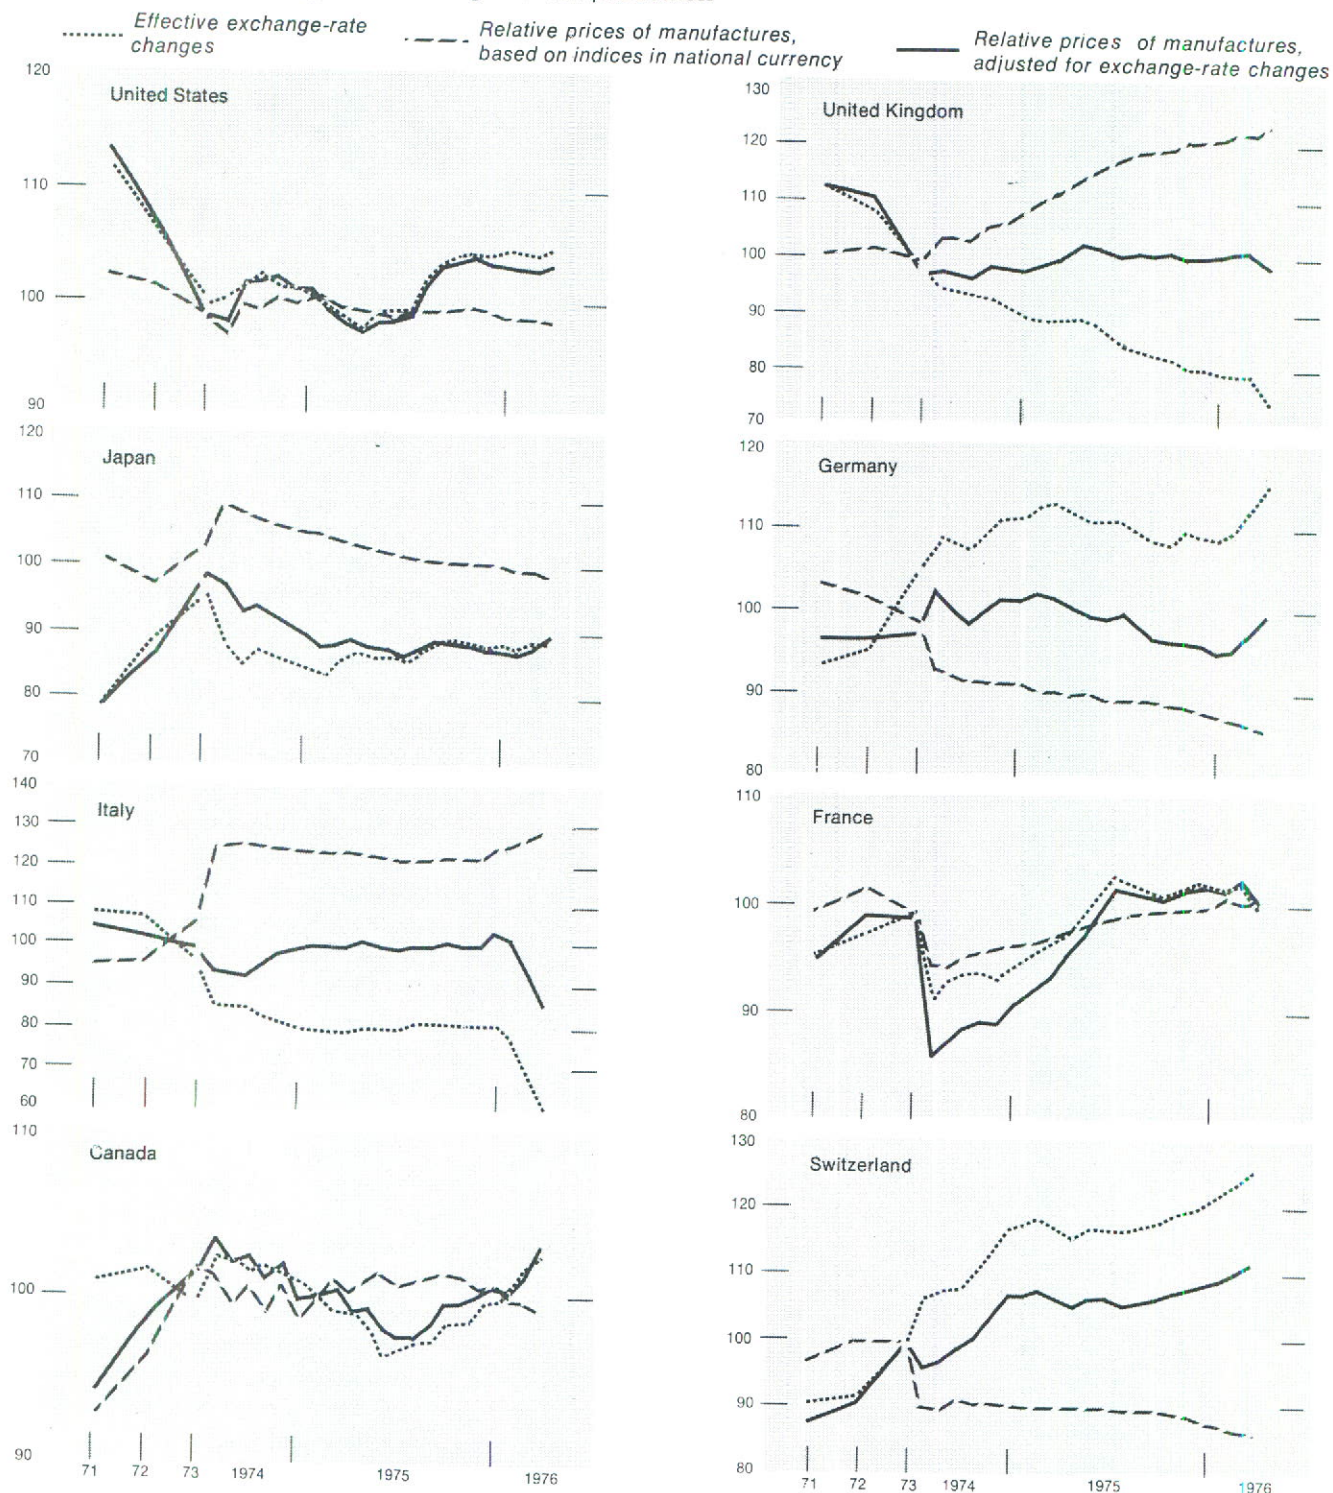 Effective exchange-rate
changes
Relative prices of manufactures,
based on indices in national currency
Relative prices of manufactures,
adjusted for exchange-rate changes
120
United States
110
100
90
130
United Kingdom
120
110
100
90
80
70
120
Japan
110
100
90
80
70
120
Germany
110
100
90
80
140
Italy
130
120
110
100
90
80
70
60
110
France
100
90
80
110
Canada
100
90
71 72 73 1974 1975 1976
130
Switzerland
120
110
100
90
80
71 72 73 1974 1975 1976